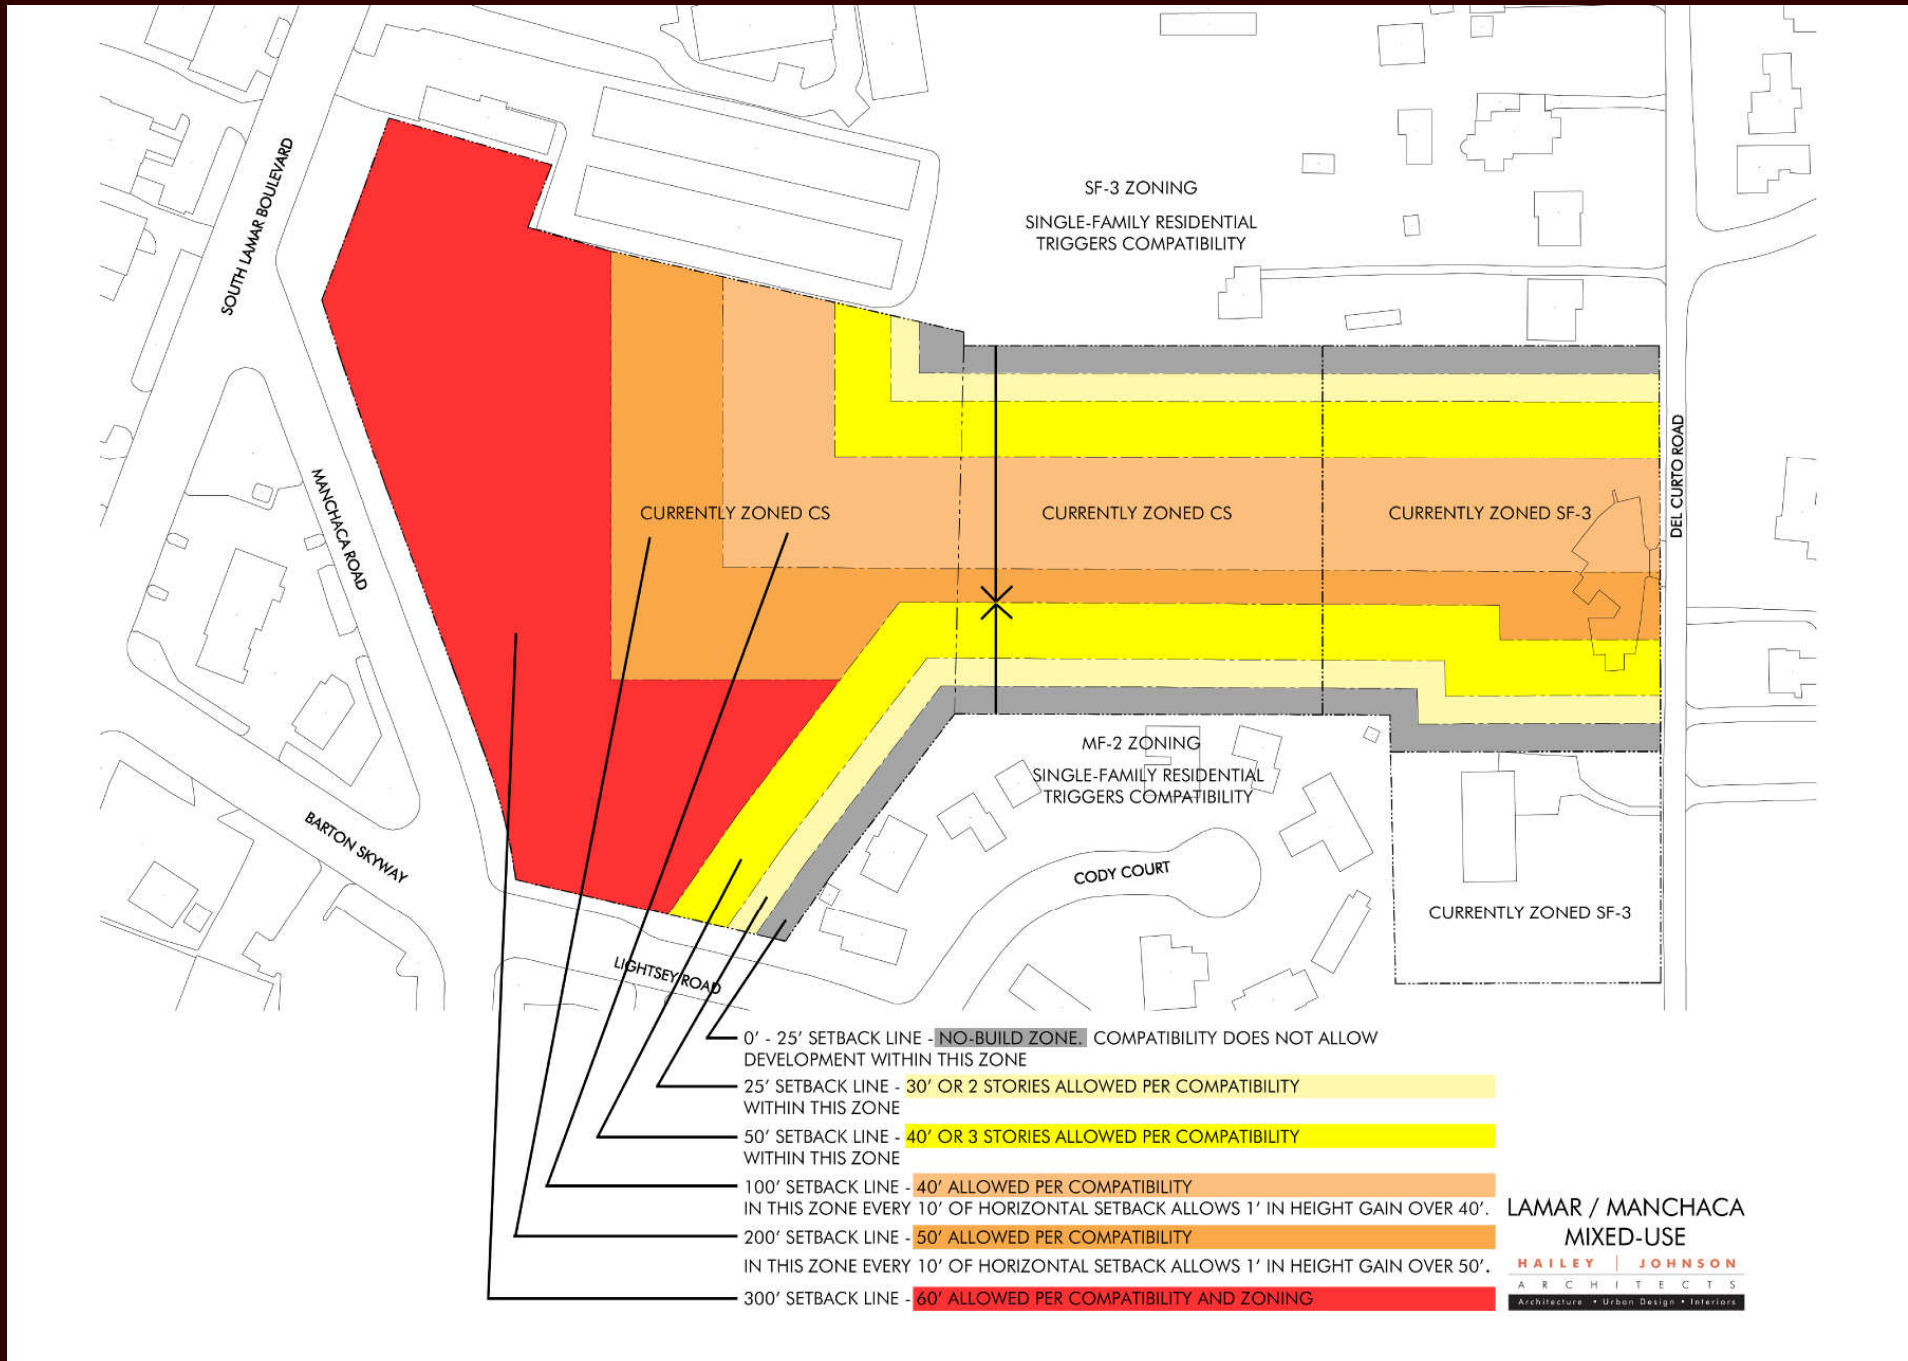 SOUTH LAMAR BOULEVARD
SF-3 ZONING
SINGLE-FAMILY RESIDENTIAL
TRIGGERS COMPATIBILITY
MANCHACA ROAD
CURRENTLY ZONED CS
CURRENTLY ZONED CS
CURRENTLY ZONED SF-3
DEL CURTO ROAD
MF-2 ZONING
SINGLE-FAMILY RESIDENTIAL
TRIGGERS COMPATIBILITY
BARTON SKYWAY
CODY COURT
CURRENTLY ZONED SF-3
LIGHTSEY ROAD
0' - 25' SETBACK LINE - NO-BUILD ZONE. COMPATIBILITY DOES NOT ALLOW
DEVELOPMENT WITHIN THIS ZONE
25' SETBACK LINE - 30' OR 2 STORIES ALLOWED PER COMPATIBILITY
WITHIN THIS ZONE
50' SETBACK LINE - 40' OR 3 STORIES ALLOWED PER COMPATIBILITY
WITHIN THIS ZONE
100' SETBACK LINE - 40' ALLOWED PER COMPATIBILITY
IN THIS ZONE EVERY 10' OF HORIZONTAL SETBACK ALLOWS 1' IN HEIGHT GAIN OVER 40'.
200' SETBACK LINE - 50' ALLOWED PER COMPATIBILITY
IN THIS ZONE EVERY 10' OF HORIZONTAL SETBACK ALLOWS 1' IN HEIGHT GAIN OVER 50'.
300' SETBACK LINE - 60' ALLOWED PER COMPATIBILITY AND ZONING
LAMAR / MANCHACA
MIXED-USE
HAILEY | JOHNSON
ARCHITECTS
Architecture • Urban Design • Interiors